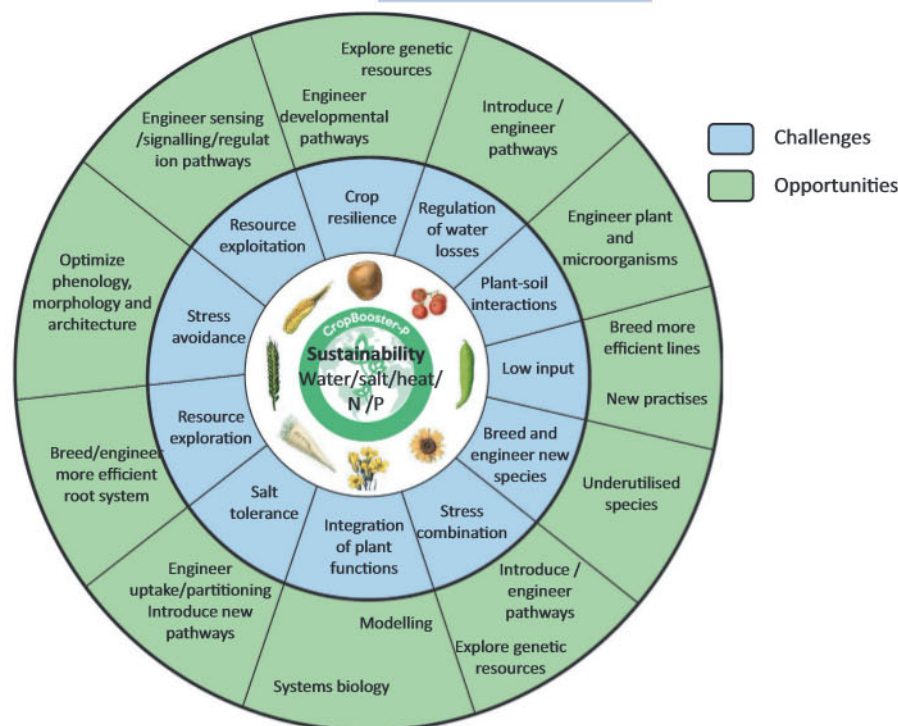 Explore genetic
resources
Engineer
developmental
pathways
Introduce /
engineer
pathways
Engineer plant
and
microorganisms
Breed more
efficient lines
New practises
Underutilised
species
Introduce /
engineer
pathways
Explore genetic
resources
Modelling
Systems biology
Engineer
uptake/partitioning
Introduce new
pathways
Breed/engineer
more efficient
root system
Optimize
phenology,
morphology and
architecture
Engineer sensing
/signalling/regulat
ion pathways
Crop
resilience
Regulation
of water
losses
Plant-soil
interactions
Low input
Breed and
engineer new
species
Stress
combination
Integration
of plant
functions
Salt
tolerance
Resource
exploration
Stress
avoidance
Resource
exploitation
CropBooster-P
Sustainability
Water/salt/heat/
N /P
Challenges
Opportunities